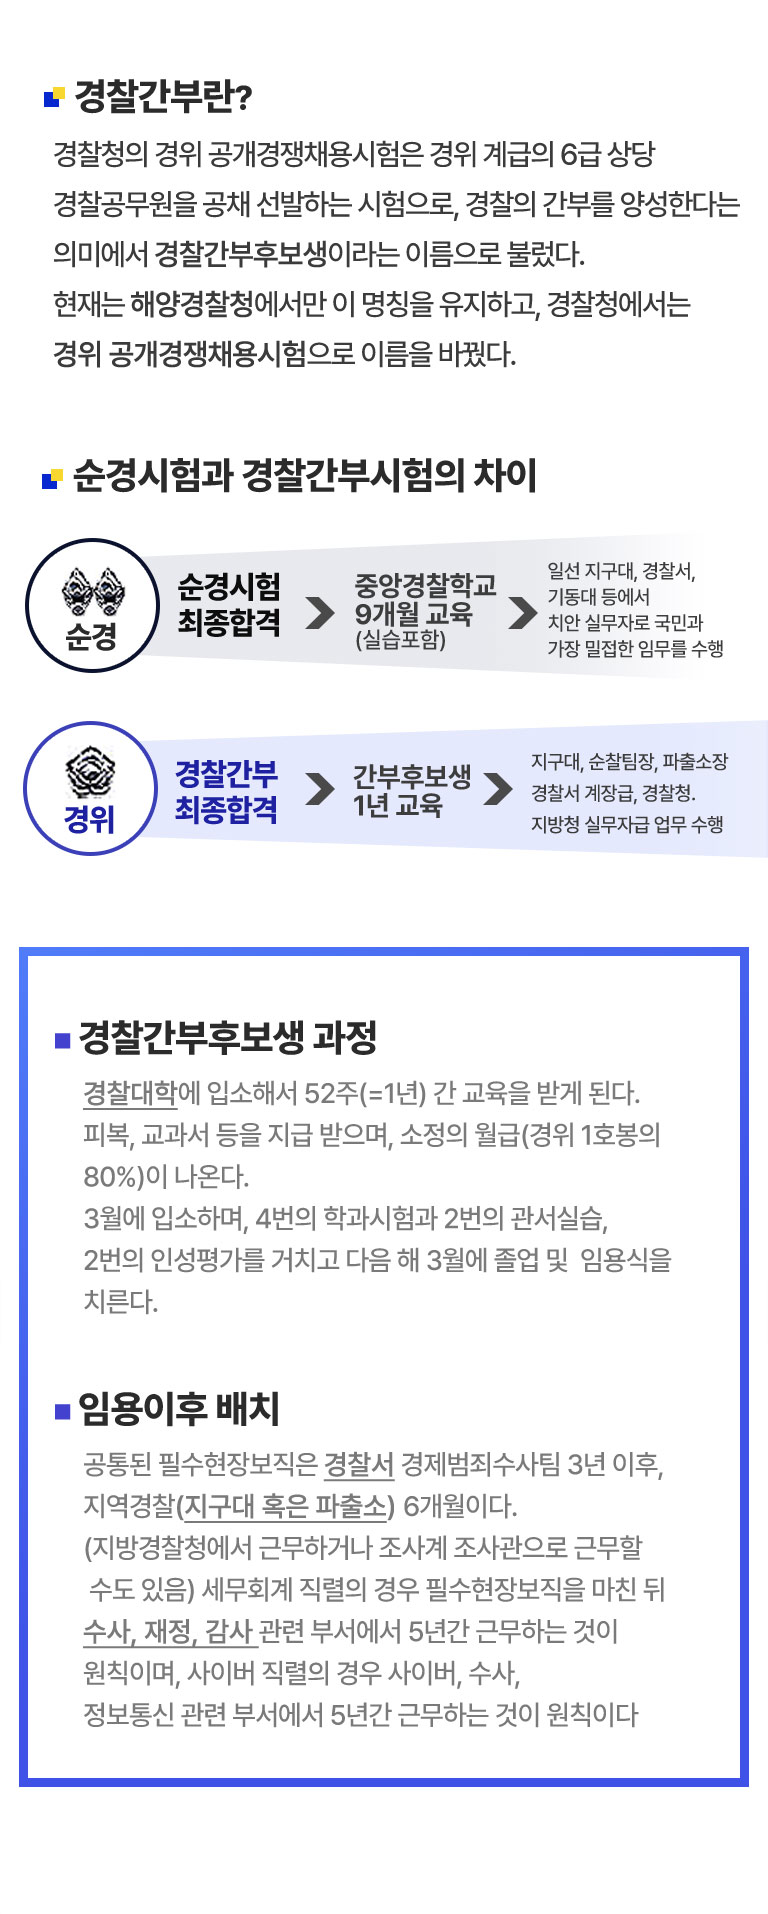 경찰간부란?
경찰청의 경위 공개경쟁채용시험은 경위 계급의 6급 상당
경찰공무원을 공채 선발하는 시험으로, 경찰의 간부를 양성한다는
의미에서 경찰간부후보생이라는 이름으로 불렀다.
현재는 해양경찰청에서만 이 명칭을 유지하고, 경찰청에서는
경위 공개경쟁채용시험으로 이름을 바꿨다.
순경시험과 경찰간부시험의 차이
순경
순경시험
최종합격
중앙경찰학교
9개월 교육
(실습포함)
일선 지구대, 경찰서,
기동대 등에서
치안 실무자로 국민과
가장 밀접한 임무를 수행
경위
경찰간부
최종합격
간부후보생
1년 교육
지구대, 순찰팀장, 파출소장
경찰서 계장급, 경찰청.
지방청 실무자급 업무 수행
경찰간부후보생 과정
경찰대학에 입소해서 52주(=1년) 간 교육을 받게 된다.
피복, 교과서 등을 지급 받으며, 소정의 월급(경위 1호봉의
80%)이 나온다.
3월에 입소하며, 4번의 학과시험과 2번의 관서실습,
2번의 인성평가를 거치고 다음 해 3월에 졸업 및 임용식을
치른다.
임용이후 배치
공통된 필수현장보직은 경찰서 경제범죄수사팀 3년 이후,
지역경찰(지구대 혹은 파출소) 6개월이다.
(지방경찰청에서 근무하거나 조사계 조사관으로 근무할
수도 있음) 세무회계 직렬의 경우 필수현장보직을 마친 뒤
수사, 재정, 감사 관련 부서에서 5년간 근무하는 것이
원칙이며, 사이버 직렬의 경우 사이버, 수사,
정보통신 관련 부서에서 5년간 근무하는 것이 원칙이다